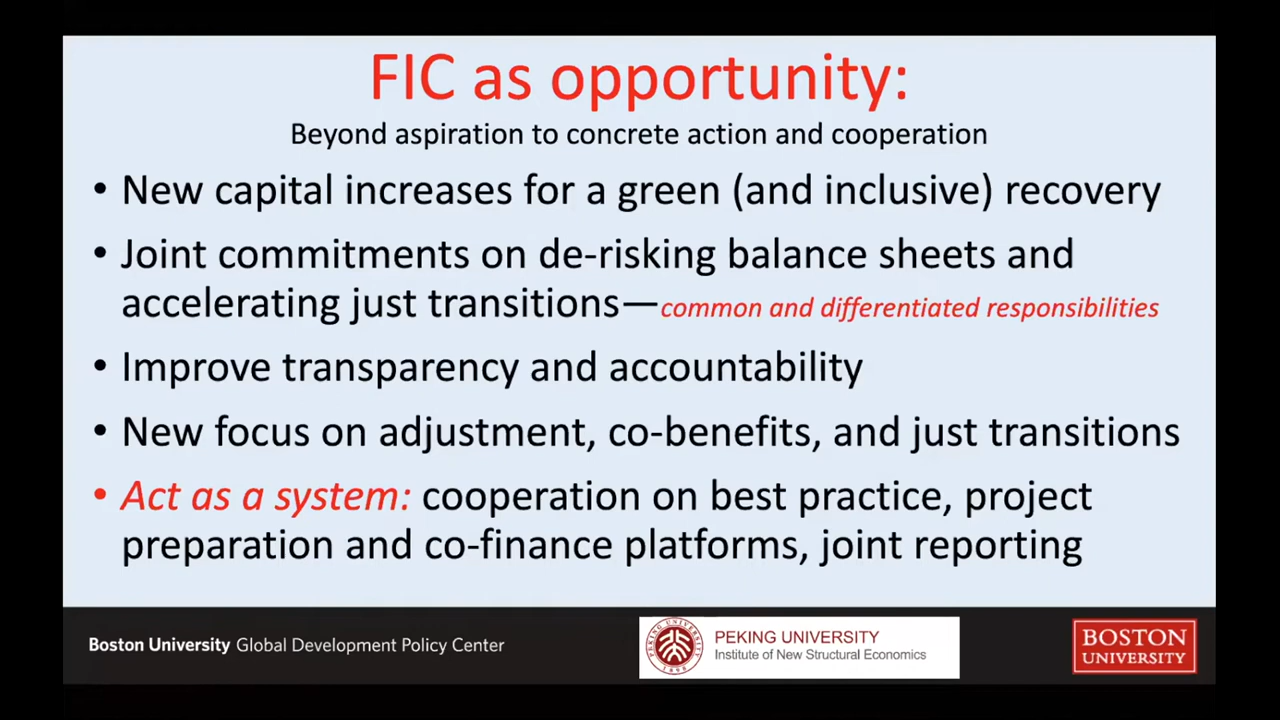 FIC as opportunity:
Beyond aspiration to concrete action and cooperation
• New capital increases for a green (and inclusive) recovery
• Joint commitments on de-risking balance sheets and
accelerating just transitions—common and differentiated responsibilities
• Improve transparency and accountability
• New focus on adjustment, co-benefits, and just transitions
• Act as a system: cooperation on best practice, project
preparation and co-finance platforms, joint reporting
Boston University Global Development Policy Center
PEKING UNIVERSITY
1898
PEKING UNIVERSITY
Institute of New Structural Economics
BOSTON
UNIVERSITY